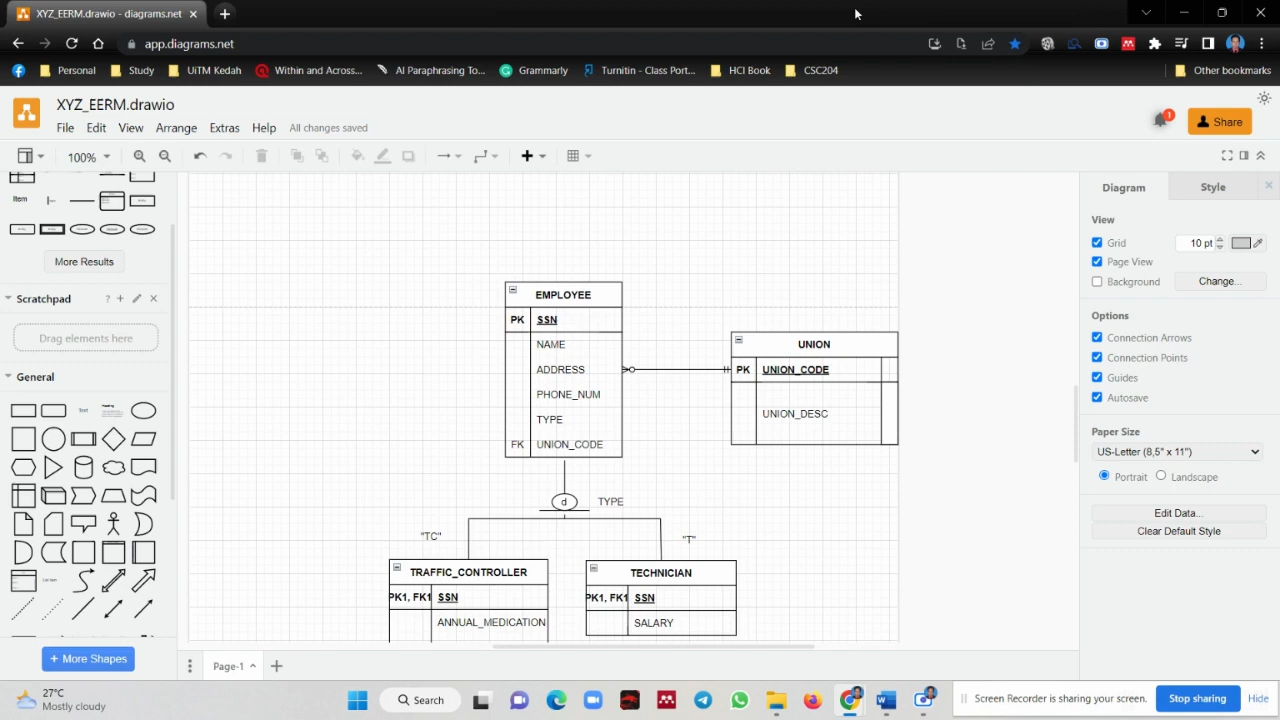 XYZ_EERM.drawio - diagrams.net
app.diagrams.net
Personal
Study
UiTM Kedah
Within and Across...
AI Paraphrasing To...
Grammarly
Turnitin - Class Port...
HCI Book
CSC204
Other bookmarks
XYZ_EERM.drawio
File Edit View Arrange Extras Help All changes saved
1
Share
100%
Item
More Results
Scratchpad
?
Drag elements here
General
Text
More Shapes
EMPLOYEE
PK SSN
NAME
ADDRESS
PHONE_NUM
TYPE
FK UNION_CODE
UNION
PK UNION_CODE
UNION_DESC
d TYPE
"TC"
"T"
TRAFFIC_CONTROLLER
PK1, FK1 SSN
ANNUAL_MEDICATION
TECHNICIAN
PK1, FK1 SSN
SALARY
Diagram Style
View
Grid 10 pt
Page View
Background Change...
Options
Connection Arrows
Connection Points
Guides
Autosave
Paper Size
US-Letter (8,5" x 11")
Portrait Landscape
Edit Data...
Clear Default Style
Page-1
27°C
Mostly cloudy
Search
Screen Recorder is sharing your screen.
Stop sharing
Hide